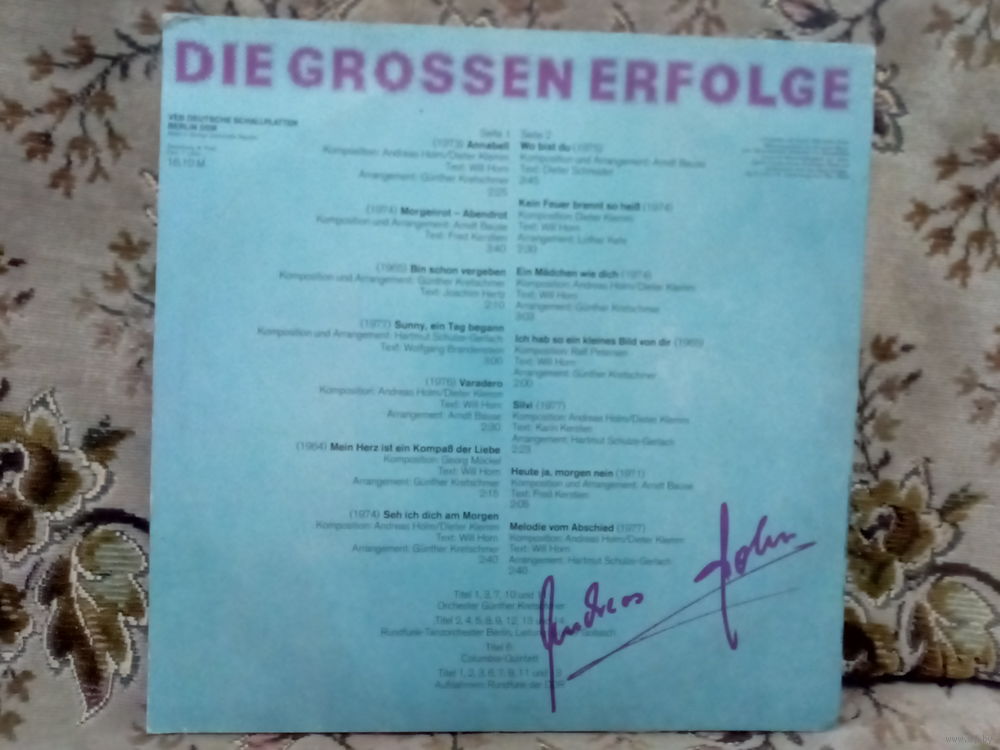 DIE GROSSEN ERFOLGE
VEB DEUTSCHE SCHALLPLATTEN
BERLIN DDR
16,10 M
Seite 1
(1973) Annabell
Komposition: Andreas Holm/Dieter Klemm
Text: Will Horn
Arrangement: Günther Kretschmer
2:25
(1974) Morgenrot – Abendrot
Komposition und Arrangement: Arndt Bause
Text: Fred Kerstien
3:40
(1965) Bin schon vergeben
Komposition und Arrangement: Günther Kretschmer
Text: Joachim Hertz
2:10
(1977) Sunny, ein Tag begann
Komposition und Arrangement: Hartmut Schulze-Gerlach
Text: Wolfgang Brandenstein
3:00
(1976) Varadero
Komposition: Andreas Holm/Dieter Klemm
Text: Will Horn
Arrangement: Arndt Bause
2:30
(1964) Mein Herz ist ein Kompaß der Liebe
Komposition: Georg Möckel
Text: Will Horn
Arrangement: Günther Kretschmer
2:15
(1974) Seh ich dich am Morgen
Komposition: Andreas Holm/Dieter Klemm
Text: Will Horn
Arrangement: Günther Kretschmer
2:40
Seite 2
Wo bist du (1975)
Komposition und Arrangement: Arndt Bause
Text: Dieter Schneider
2:45
Kein Feuer brennt so heiß (1974)
Komposition: Dieter Klemm
Text: Will Horn
Arrangement: Lothar Kehr
2:30
Ein Mädchen wie dich (1974)
Komposition: Andreas Holm/Dieter Klemm
Text: Will Horn
Arrangement: Günther Kretschmer
3:03
Ich hab so ein kleines Bild von dir (1965)
Komposition: Ralf Petersen
Text: Will Horn
Arrangement: Günther Kretschmer
2:00
Silvi (1977)
Komposition: Andreas Holm/Dieter Klemm
Text: Karin Kersten
Arrangement: Hartmut Schulze-Gerlach
2:23
Heute ja, morgen nein (1971)
Komposition und Arrangement: Arndt Bause
Text: Fred Kerstien
2:05
Melodie vom Abschied (1977)
Komposition: Andreas Holm/Dieter Klemm
Text: Will Horn
Arrangement: Hartmut Schulze-Gerlach
2:40
Titel 1, 3, 7, 10 und
Orchester Günther Kretschmer
Titel 2, 4, 5, 8, 9, 12, 13 und 14
Rundfunk-Tanzorchester Berlin, Gollasch
Titel 6:
Columbia-Quintett
Titel 1, 2, 3, 6, 7, 9, 11 und
Aufnahmen: Rundfunk der DDR
Andreas Holm